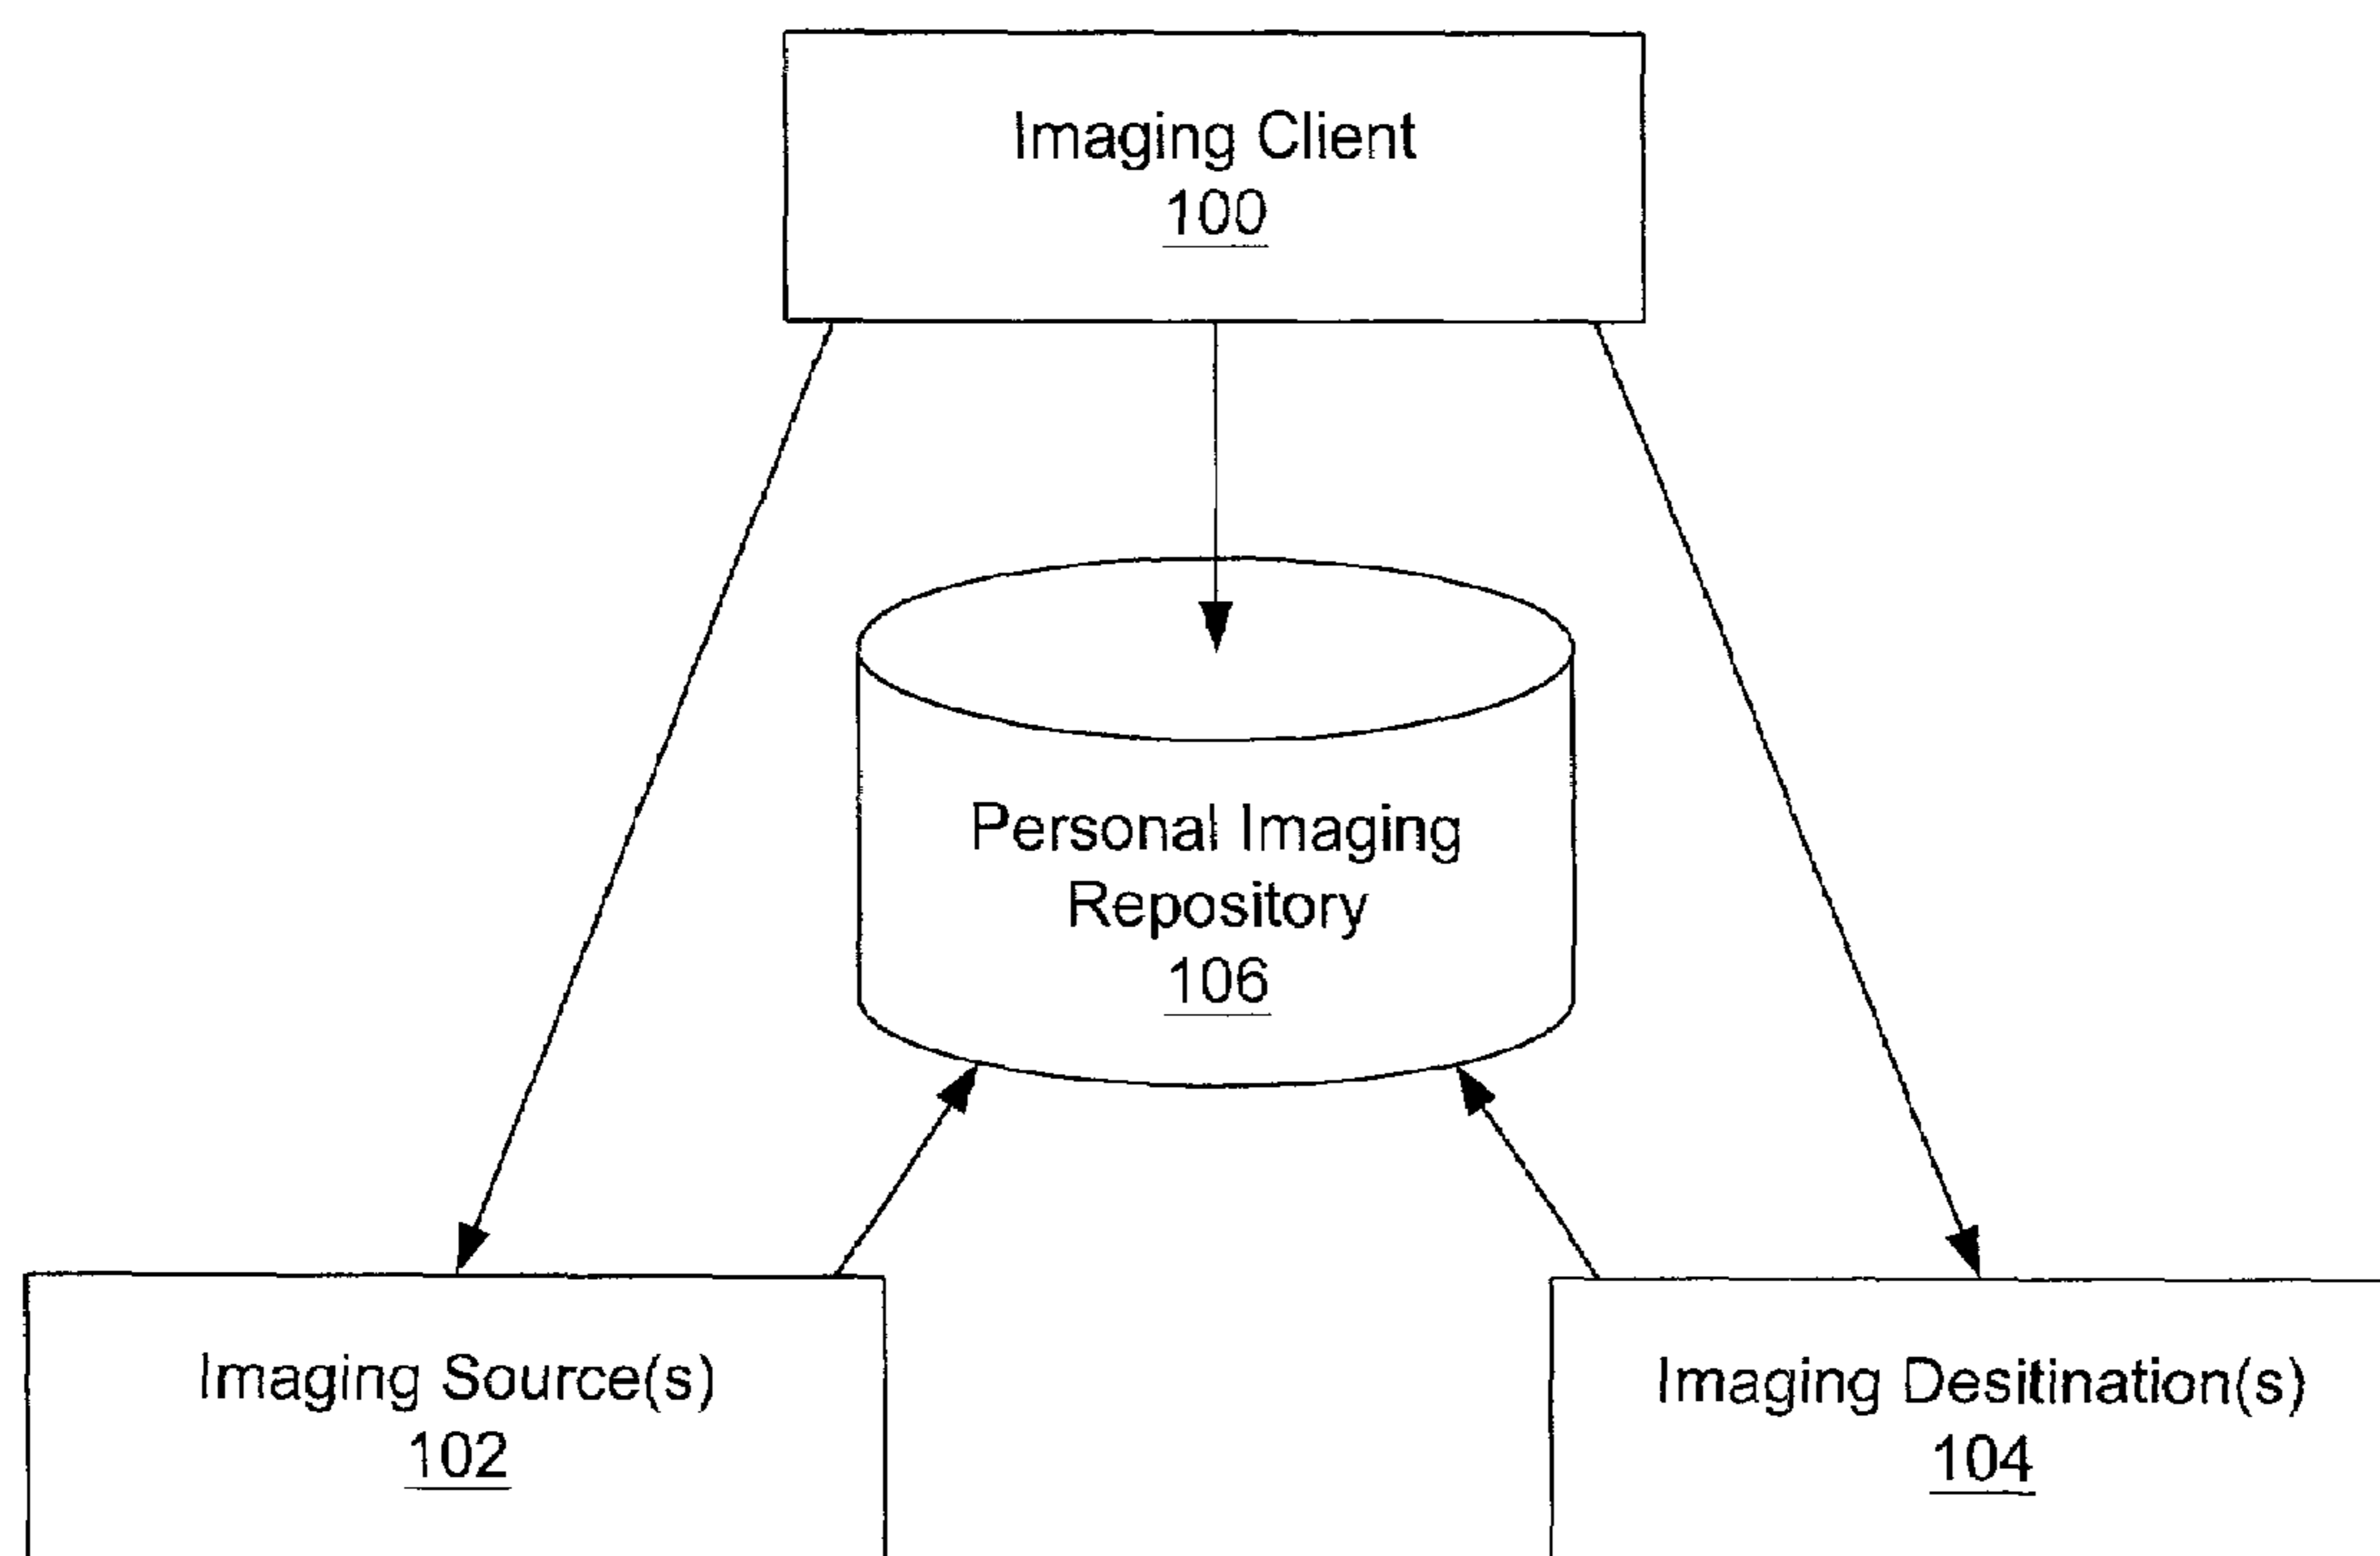 Imaging Client
100
Personal Imaging
Repository
106
Imaging Source(s)
102
Imaging Desitination(s)
104